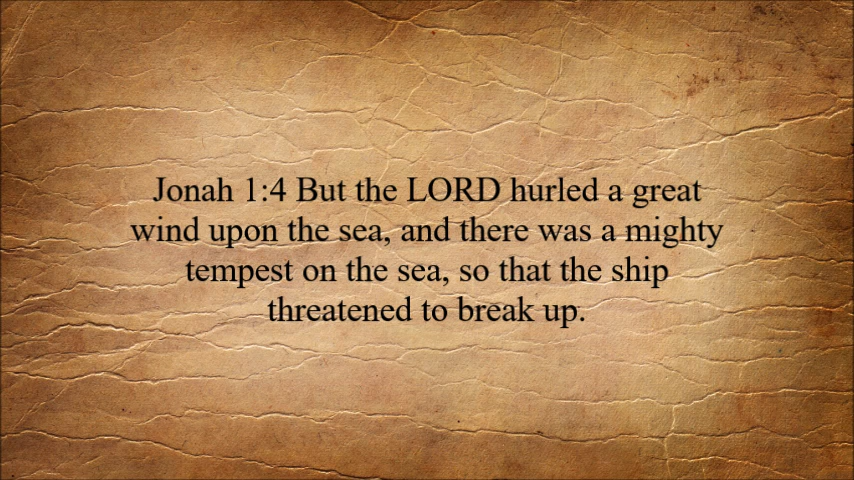 Jonah 1:4 But the LORD hurled a great
wind upon the sea, and there was a mighty
tempest on the sea, so that the ship
threatened to break up.